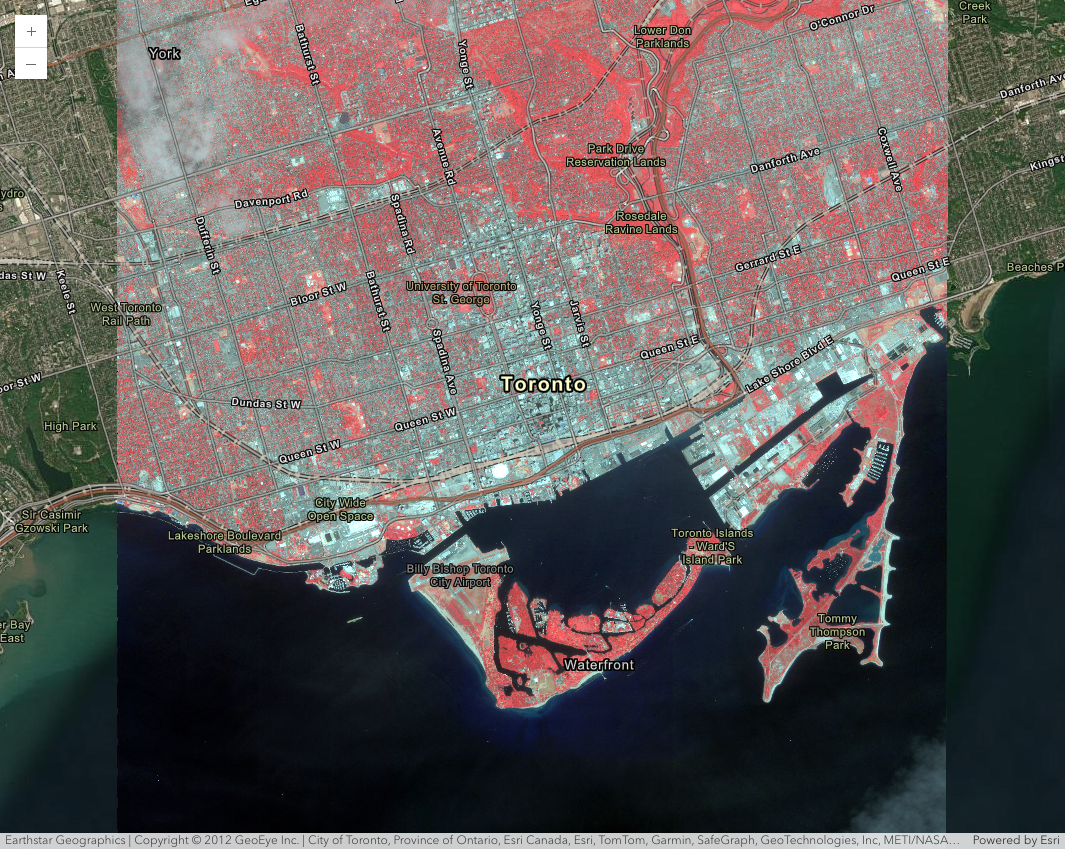 +
−
Creek
Park
O'Connor Dr
Lower Don
Parklands
York
Bathurst St
Yonge St
Danforth Ave
Avenue Rd
Park Drive
Reservation Lands
Danforth Ave
Coxwell Ave
Kingst
ydro
Davenport Rd
Spadina Rd
Rosedale
Ravine Lands
Dufferin St
Gerrard St E
Queen St E
Beaches P
das St W
Keele St
Bloor St W
Bathurst St
University of Toronto
St. George
West Toronto
Rail Path
Yonge St
Jarvis St
Queen St E
Spadina Ave
Lake Shore Blvd E
oor St W
Toronto
Dundas St W
Queen St W
High Park
Queen St W
City Wide
Open Space
Sir Casimir
Gzowski Park
Lakeshore Boulevard
Parklands
Toronto Islands
- Ward'S
Island Park
Billy Bishop Toronto
City Airport
er Bay
East
Tommy
Thompson
Park
Waterfront
Earthstar Geographics | Copyright © 2012 GeoEye Inc. | City of Toronto, Province of Ontario, Esri Canada, Esri, TomTom, Garmin, SafeGraph, GeoTechnologies, Inc, METI/NASA… Powered by Esri